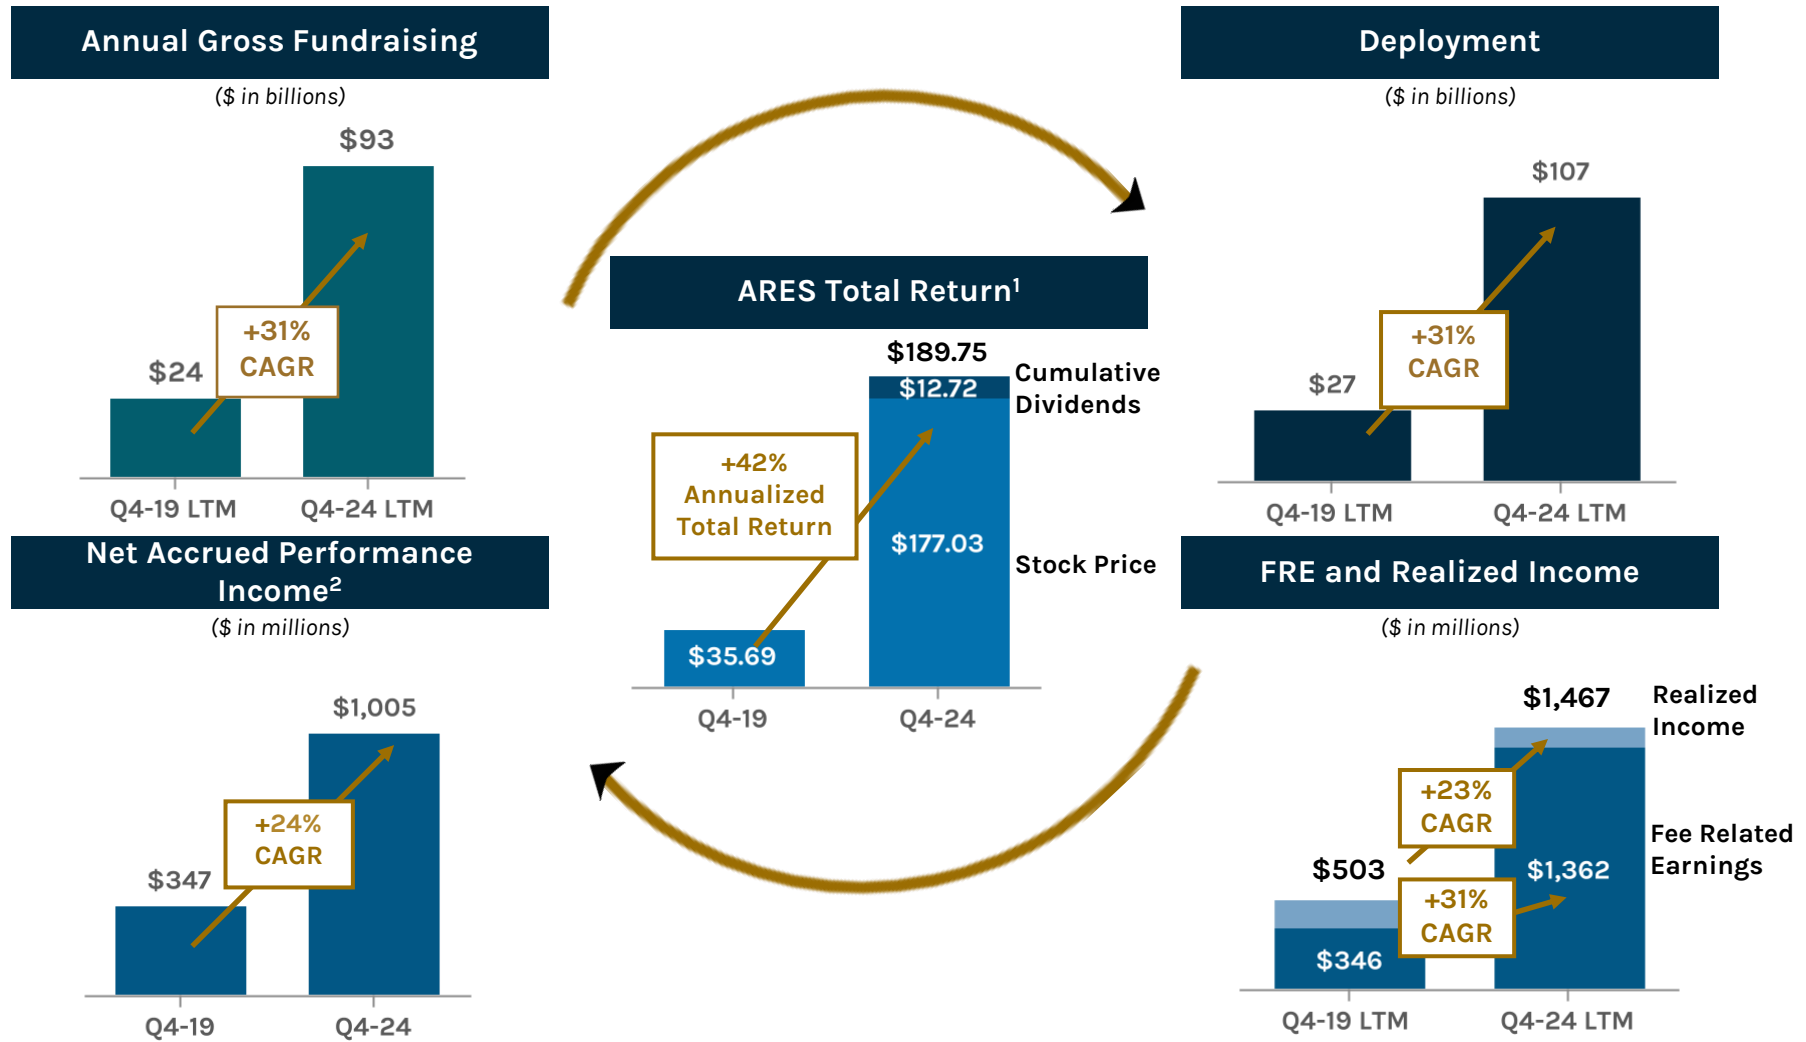 Annual Gross Fundraising
($ in billions)
$93
$24
+31%
CAGR
Q4-19 LTM
Q4-24 LTM
Deployment
($ in billions)
$107
$27
+31%
CAGR
Q4-19 LTM
Q4-24 LTM
ARES Total Return¹
$189.75
$12.72
Cumulative
Dividends
+42%
Annualized
Total Return
$177.03
Stock Price
$35.69
Q4-19
Q4-24
Net Accrued Performance
Income²
($ in millions)
$1,005
$347
+24%
CAGR
Q4-19
Q4-24
FRE and Realized Income
($ in millions)
$1,467
Realized
Income
+23%
CAGR
$503
$1,362
Fee Related
Earnings
+31%
CAGR
$346
Q4-19 LTM
Q4-24 LTM